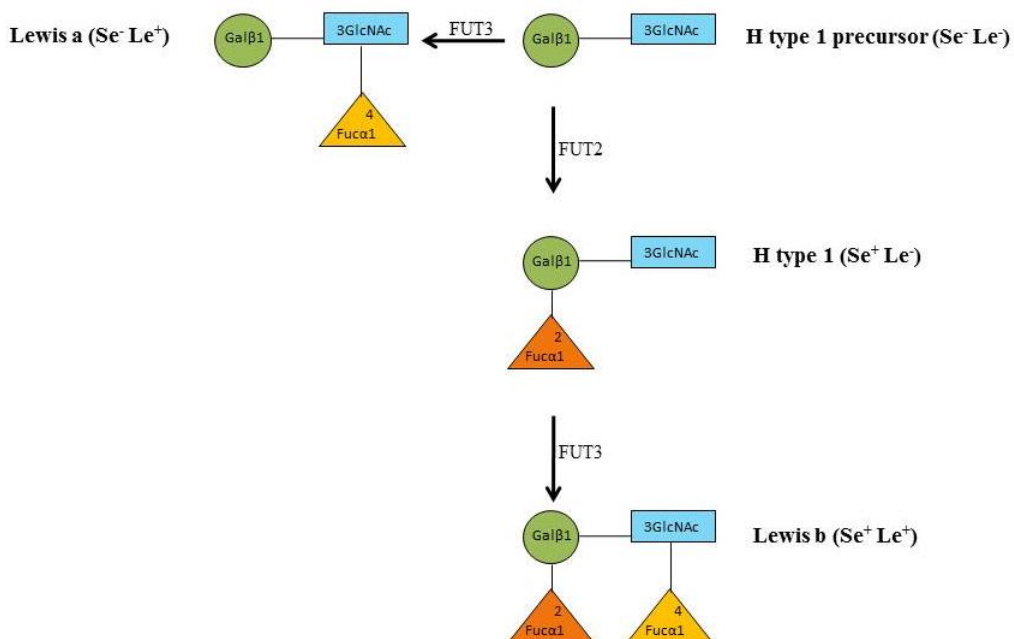 Lewis a (Se⁻ Le⁺)
Galβ1
3GlcNAc
FUT3
Galβ1
3GlcNAc
H type 1 precursor (Se⁻ Le⁻)
4
Fucα1
FUT2
Galβ1
3GlcNAc
H type 1 (Se⁺ Le⁻)
2
Fucα1
FUT3
Galβ1
3GlcNAc
Lewis b (Se⁺ Le⁺)
2
Fucα1
4
Fucα1